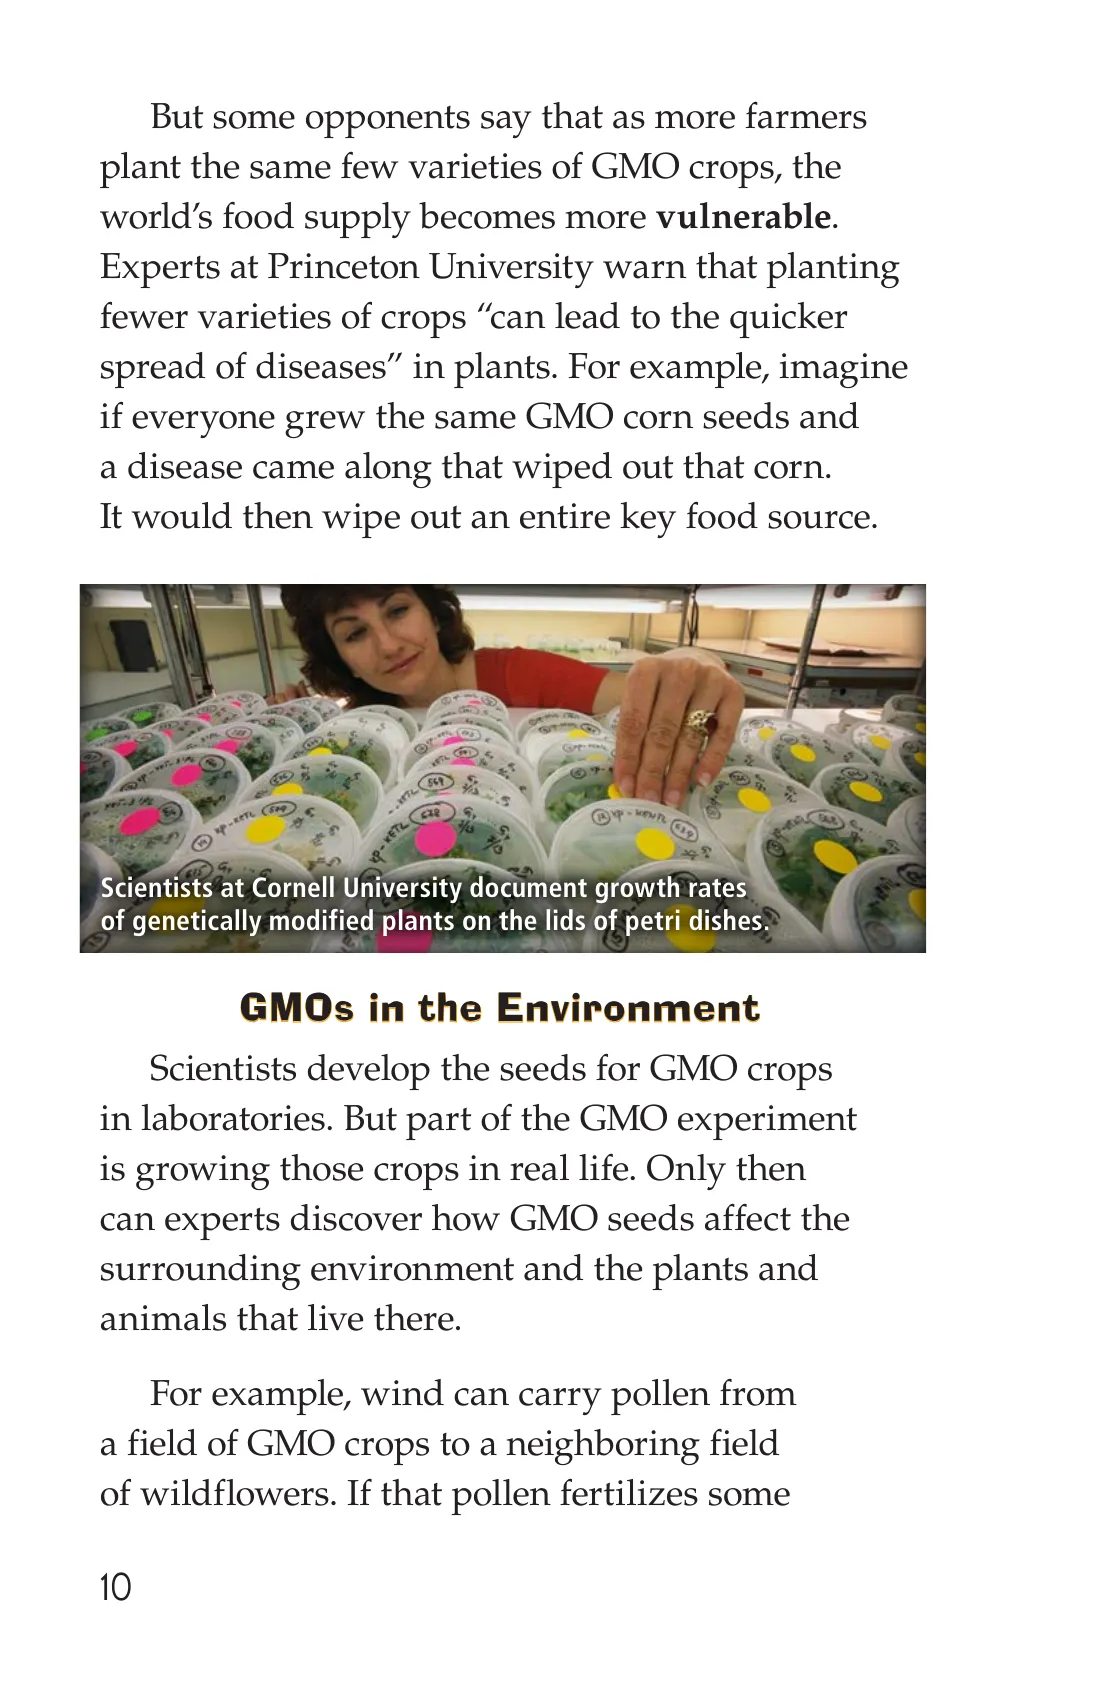 But some opponents say that as more farmers
plant the same few varieties of GMO crops, the
world’s food supply becomes more vulnerable.
Experts at Princeton University warn that planting
fewer varieties of crops “can lead to the quicker
spread of diseases” in plants. For example, imagine
if everyone grew the same GMO corn seeds and
a disease came along that wiped out that corn.
It would then wipe out an entire key food source.
Scientists at Cornell University document growth rates
of genetically modified plants on the lids of petri dishes.
GMOs in the Environment
Scientists develop the seeds for GMO crops
in laboratories. But part of the GMO experiment
is growing those crops in real life. Only then
can experts discover how GMO seeds affect the
surrounding environment and the plants and
animals that live there.
For example, wind can carry pollen from
a field of GMO crops to a neighboring field
of wildflowers. If that pollen fertilizes some
10